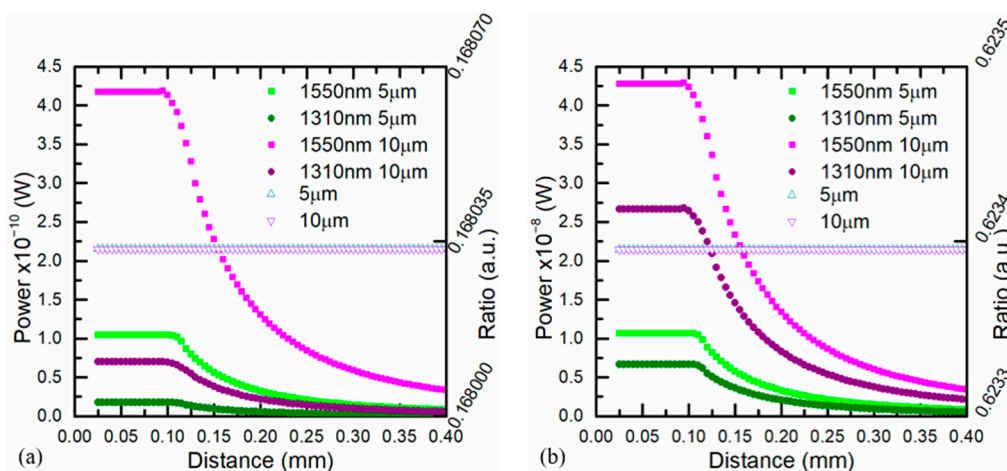 4.5
4.0
3.5
3.0
2.5
2.0
1.5
1.0
0.5
0.0
Power x10⁻¹⁰ (W)
1550nm 5μm
1310nm 5μm
1550nm 10μm
1310nm 10μm
5μm
10μm
0.168070
0.168035
0.168000
Ratio (a.u.)
0.00 0.05 0.10 0.15 0.20 0.25 0.30 0.35 0.40
(a)
Distance (mm)
4.5
4.0
3.5
3.0
2.5
2.0
1.5
1.0
0.5
0.0
Power x10⁻⁸ (W)
1550nm 5μm
1310nm 5μm
1550nm 10μm
1310nm 10μm
5μm
10μm
0.6235
0.6234
0.6233
Ratio (a.u.)
0.00 0.05 0.10 0.15 0.20 0.25 0.30 0.35 0.40
(b)
Distance (mm)